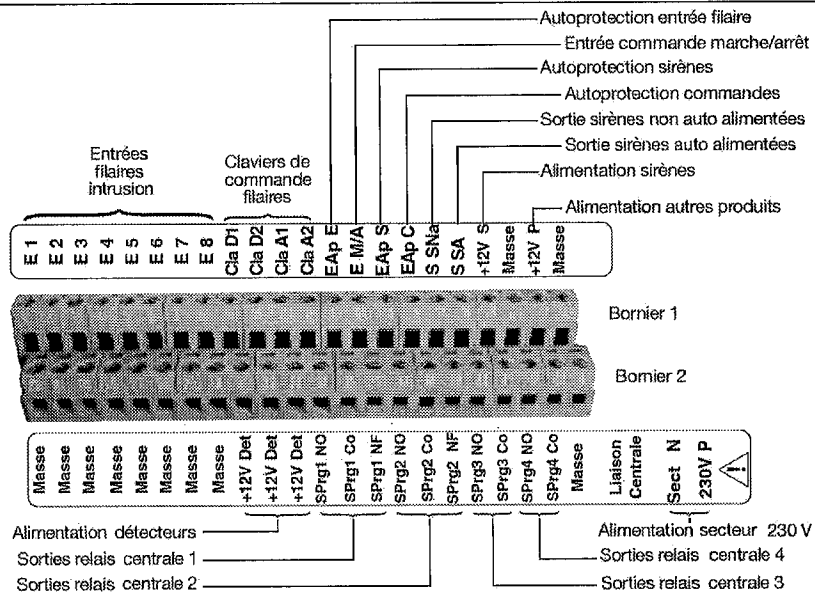 Autoprotection entrée filaire
Entrée commande marche/arrêt
Autoprotection sirènes
Autoprotection commandes
Sortie sirènes non auto alimentées
Sortie sirènes auto alimentées
Alimentation sirènes
Alimentation autres produits
Entrées
filaires
intrusion
Claviers de
commande
filaires
E 1
E 2
E 3
E 4
E 5
E 6
E 7
E 8
Cla D1
Cla D2
Cla A1
Cla A2
EAp E
E M/A
EAp S
EAp C
S SNa
S SA
+12V S
Masse
+12V P
Masse
Bornier 1
Bornier 2
Masse
Masse
Masse
Masse
Masse
Masse
Masse
Masse
+12V Det
+12V Det
+12V Det
SPrg1 NO
SPrg1 Co
SPrg1 NF
SPrg2 NO
SPrg2 Co
SPrg2 NF
SPrg3 NO
SPrg3 Co
SPrg4 NO
SPrg4 Co
Masse
Liaison
Centrale
Sect N
230V P
Alimentation détecteurs
Sorties relais centrale 1
Sorties relais centrale 2
Alimentation secteur 230 V
Sorties relais centrale 4
Sorties relais centrale 3